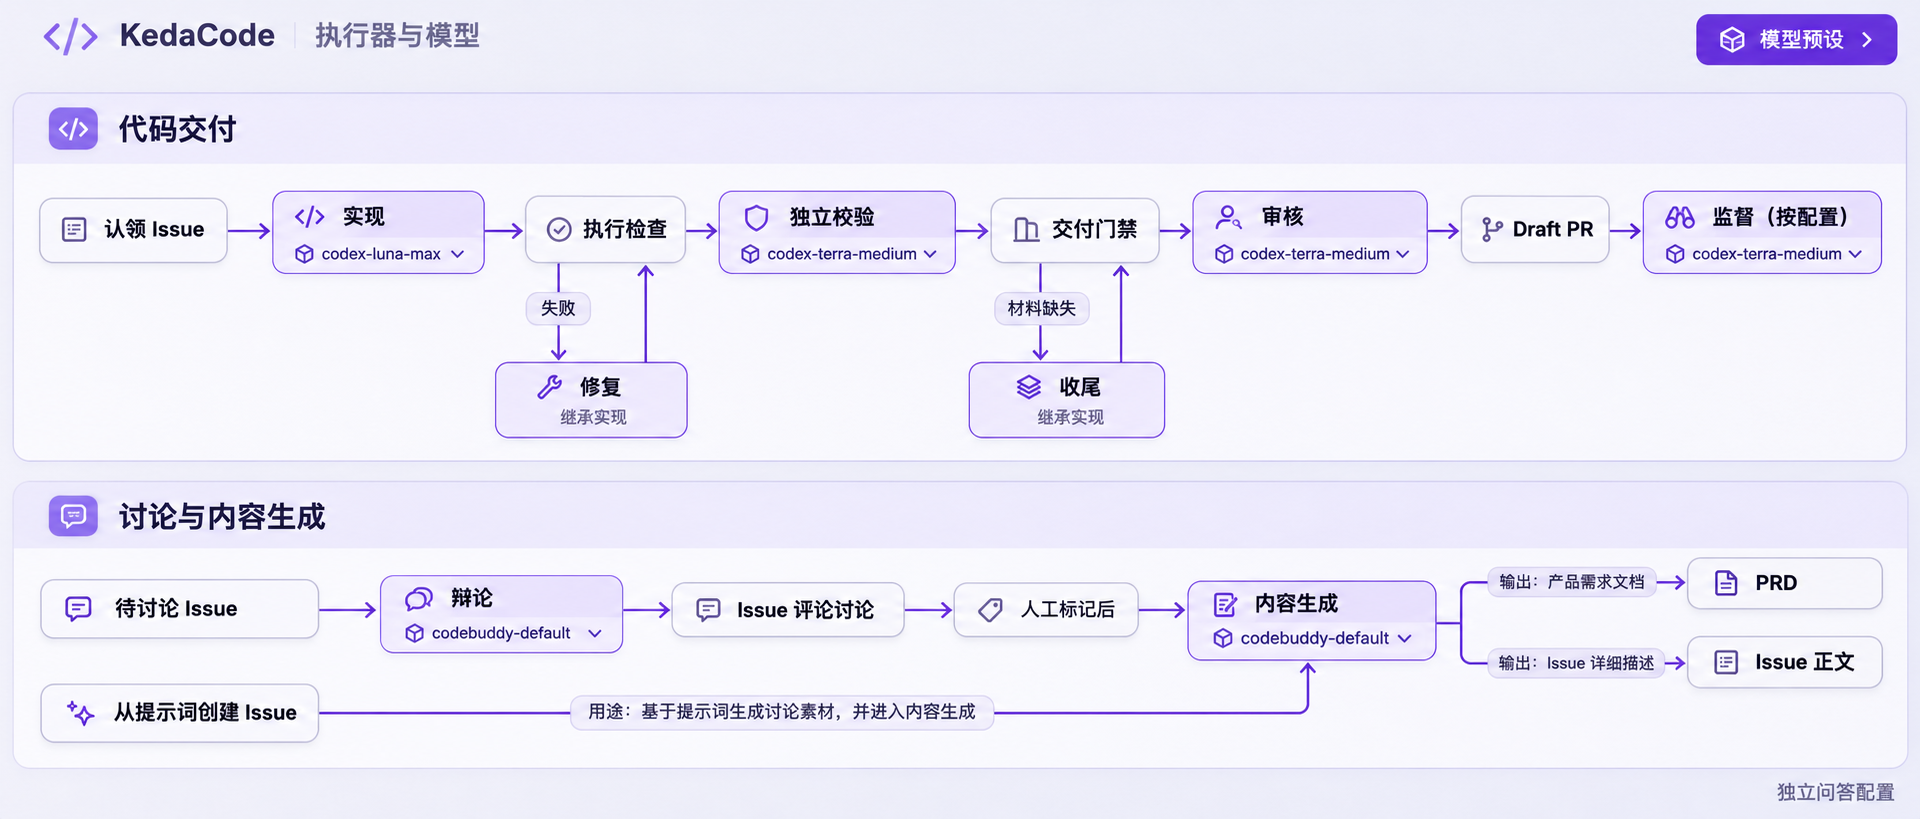 KedaCode
执行器与模型
模型预设
代码交付
认领 Issue
实现
codex-luna-max
执行检查
独立校验
codex-terra-medium
交付门禁
审核
codex-terra-medium
Draft PR
监督（按配置）
codex-terra-medium
失败
材料缺失
修复
继承实现
收尾
继承实现
讨论与内容生成
待讨论 Issue
辩论
codebuddy-default
Issue 评论讨论
人工标记后
内容生成
codebuddy-default
输出：产品需求文档
PRD
输出：Issue 详细描述
Issue 正文
从提示词创建 Issue
用途：基于提示词生成讨论素材，并进入内容生成
独立问答配置